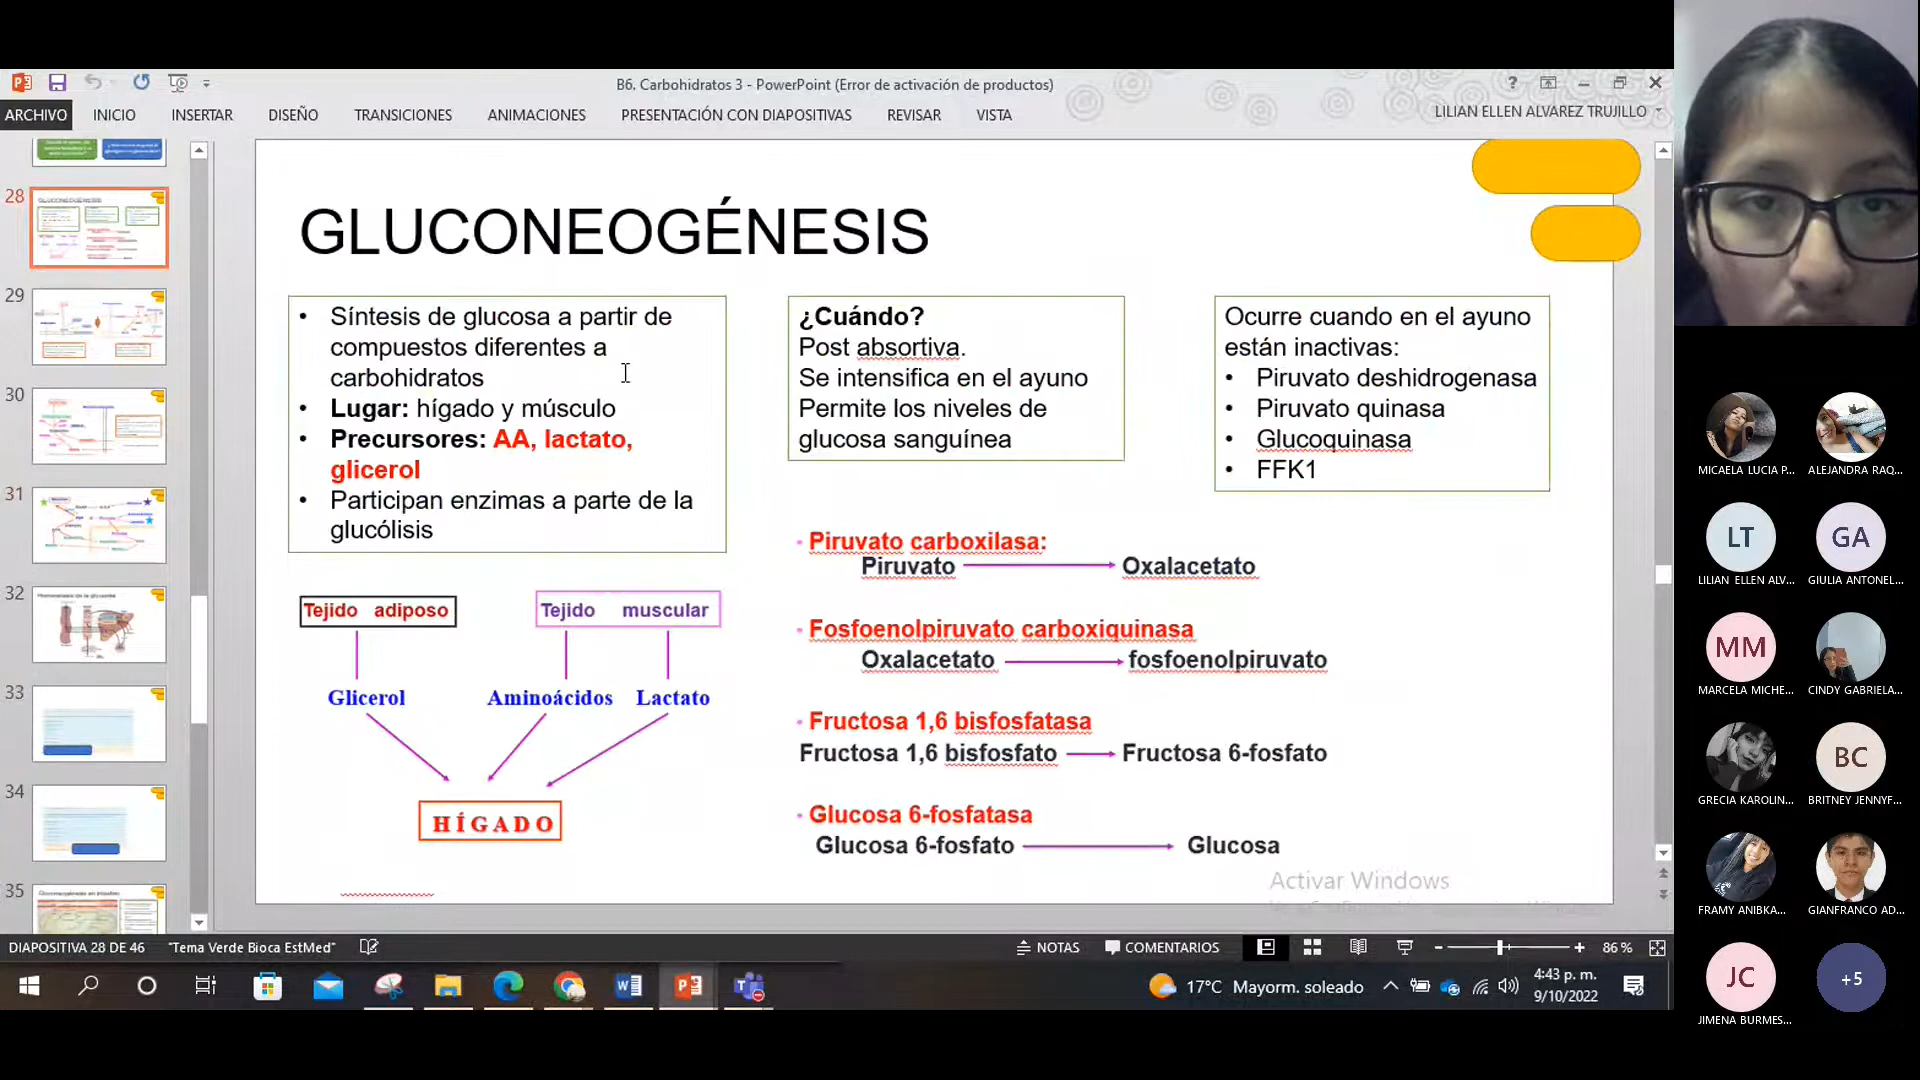 B6. Carbohidratos 3 - PowerPoint (Error de activación de productos)
ARCHIVO INICIO INSERTAR DISEÑO TRANSICIONES ANIMACIONES PRESENTACIÓN CON DIAPOSITIVAS REVISAR VISTA
LILIAN ELLEN ALVAREZ TRUJILLO
28
29
30
31
32
33
34
35
GLUCONEOGÉNESIS
• Síntesis de glucosa a partir de
compuestos diferentes a
carbohidratos
• Lugar: hígado y músculo
• Precursores: AA, lactato,
glicerol
• Participan enzimas a parte de la
glucólisis
¿Cuándo?
Post absortiva.
Se intensifica en el ayuno
Permite los niveles de
glucosa sanguínea
Ocurre cuando en el ayuno
están inactivas:
• Piruvato deshidrogenasa
• Piruvato quinasa
• Glucoquinasa
• FFK1
Tejido adiposo
Tejido muscular
Glicerol
Aminoácidos
Lactato
HÍGADO
- Piruvato carboxilasa:
Piruvato
Oxalacetato
- Fosfoenolpiruvato carboxiquinasa
Oxalacetato
fosfoenolpiruvato
- Fructosa 1,6 bisfosfatasa
Fructosa 1,6 bisfosfato
Fructosa 6-fosfato
- Glucosa 6-fosfatasa
Glucosa 6-fosfato
Glucosa
Activar Windows
DIAPOSITIVA 28 DE 46 "Tema Verde Bioca EstMed" NOTAS COMENTARIOS 86 %
17°C Mayorm. soleado
4:43 p. m.
9/10/2022
MICAELA LUCIA P... ALEJANDRA RAQ...
LT GA
LILIAN ELLEN ALV... GIULIA ANTONEL...
MM
MARCELA MICHE... CINDY GABRIELA...
BC
GRECIA KAROLIN... BRITNEY JENNYF...
FRAMY ANIBKA... GIANFRANCO AD...
JC +5
JIMENA BURMES...